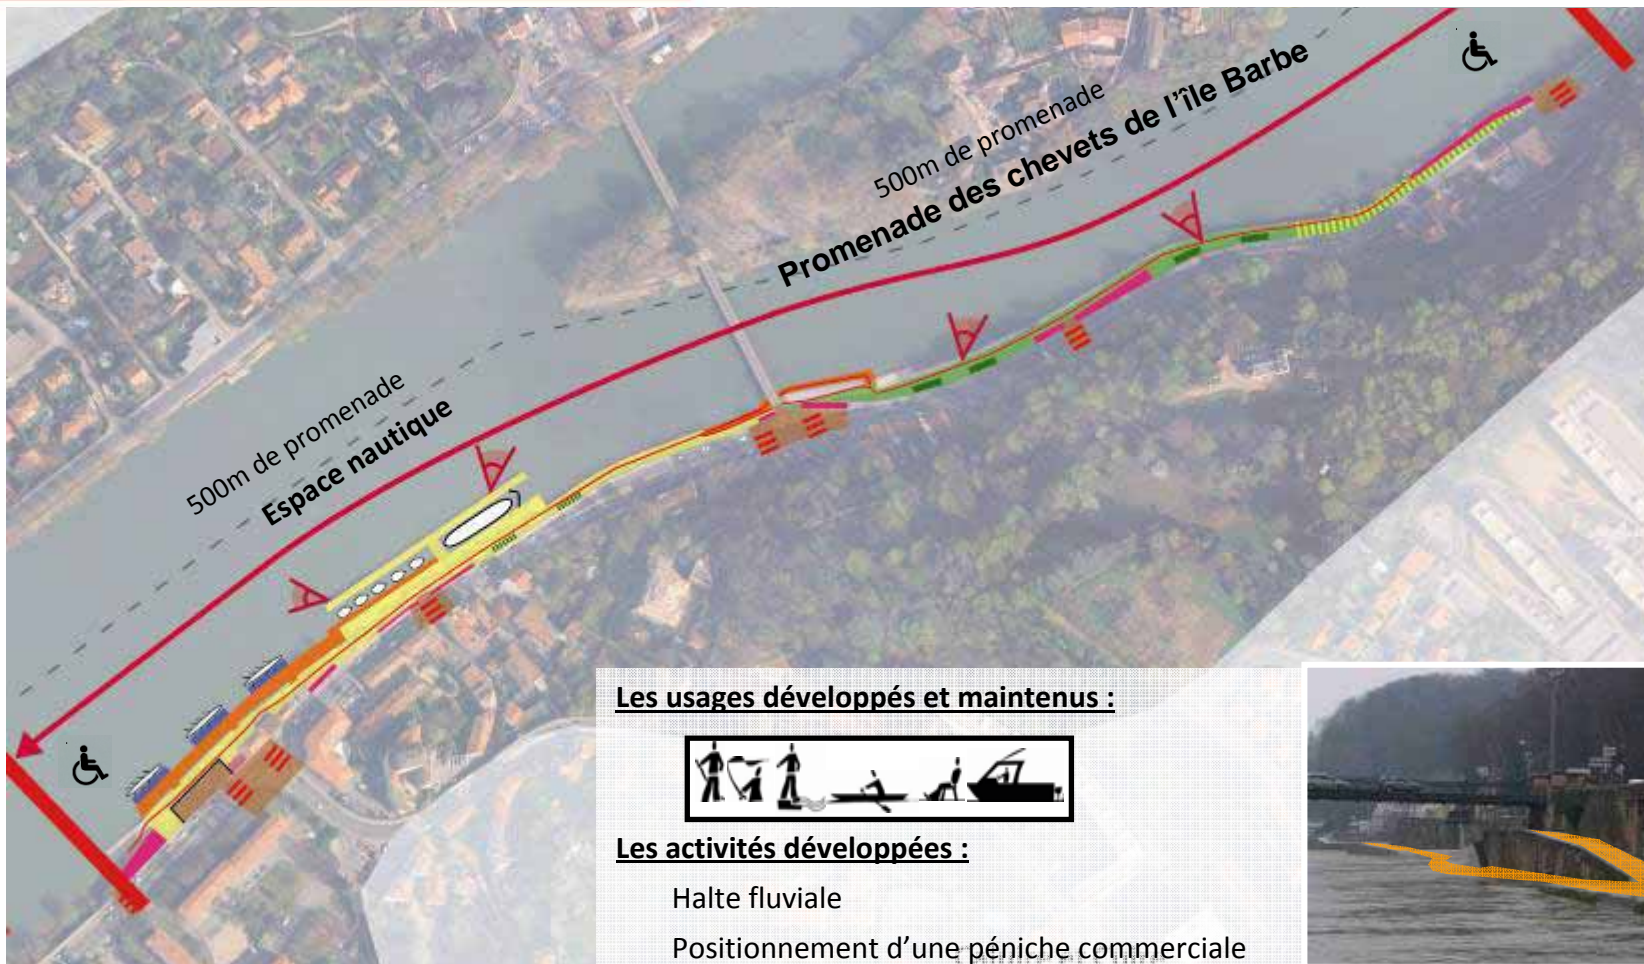 500m de promenade
Promenade des chevets de l'île Barbe
500m de promenade
Espace nautique
Les usages développés et maintenus :
Les activités développées :
Halte fluviale
Positionnement d'une péniche commerciale